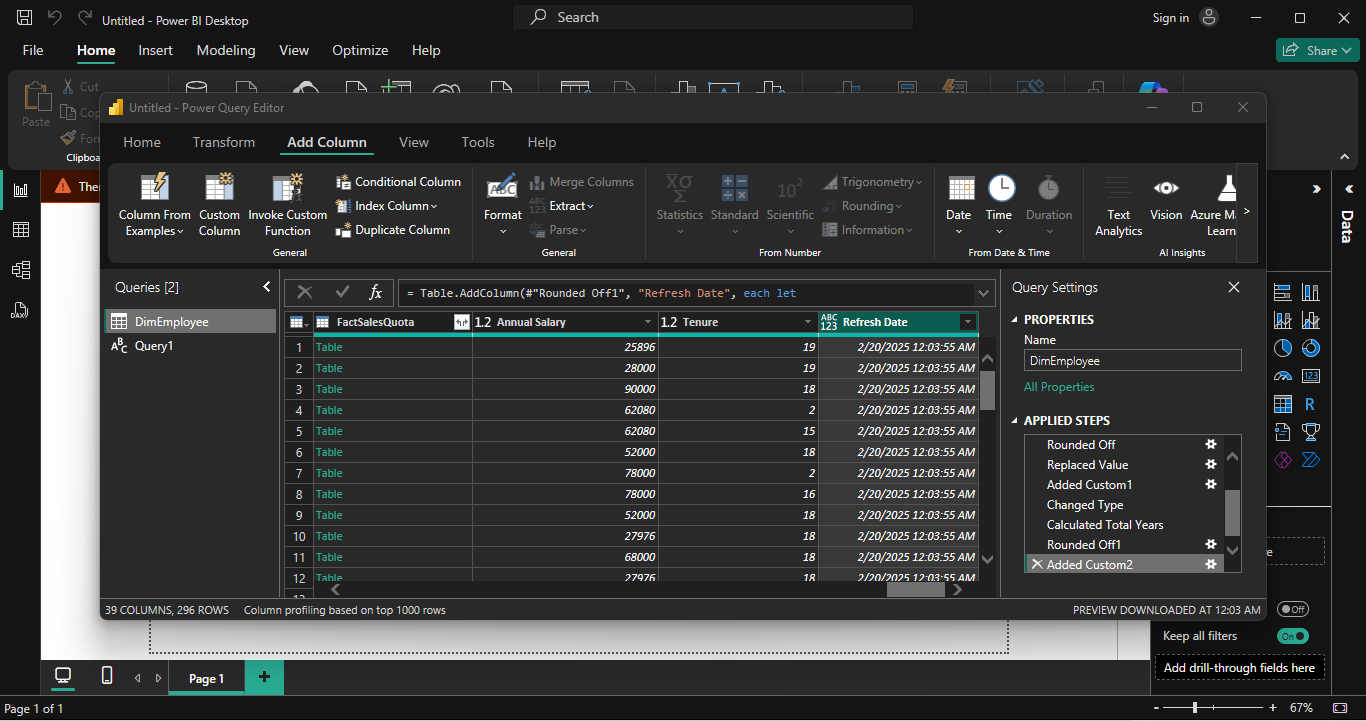 Untitled - Power BI Desktop
Search
Sign in
File Home Insert Modeling View Optimize Help
Share
Cut
Paste
Clipboa
Untitled - Power Query Editor
Home Transform Add Column View Tools Help
Column From Examples
Custom Column
Invoke Custom Function
Conditional Column
Index Column
Duplicate Column
General
ABC
Format
Merge Columns
ABC 123 Extract
Parse
General
Statistics
Standard
10² Scientific
Trigonometry
Rounding
Information
From Number
Date
Time
Duration
From Date & Time
Text Analytics
Vision
Azure Ma
Learn
AI Insights
Ther
Data
DAX
Queries [2]
DimEmployee
ABC Query1
fx = Table.AddColumn(#"Rounded Off1", "Refresh Date", each let
FactSalesQuota 1.2 Annual Salary 1.2 Tenure ABC 123 Refresh Date
1 Table 25896 19 2/20/2025 12:03:55 AM
2 Table 28000 19 2/20/2025 12:03:55 AM
3 Table 90000 18 2/20/2025 12:03:55 AM
4 Table 62080 2 2/20/2025 12:03:55 AM
5 Table 62080 15 2/20/2025 12:03:55 AM
6 Table 52000 18 2/20/2025 12:03:55 AM
7 Table 78000 2 2/20/2025 12:03:55 AM
8 Table 78000 16 2/20/2025 12:03:55 AM
9 Table 52000 18 2/20/2025 12:03:55 AM
10 Table 27976 18 2/20/2025 12:03:55 AM
11 Table 68000 18 2/20/2025 12:03:55 AM
12 Table 27976 18 2/20/2025 12:03:55 AM
Query Settings
PROPERTIES
Name
DimEmployee
All Properties
APPLIED STEPS
Rounded Off
Replaced Value
Added Custom1
Changed Type
Calculated Total Years
Rounded Off1
Added Custom2
123
R
39 COLUMNS, 296 ROWS Column profiling based on top 1000 rows
PREVIEW DOWNLOADED AT 12:03 AM
Off
Keep all filters On
Add drill-through fields here
Page 1
Page 1 of 1
67%